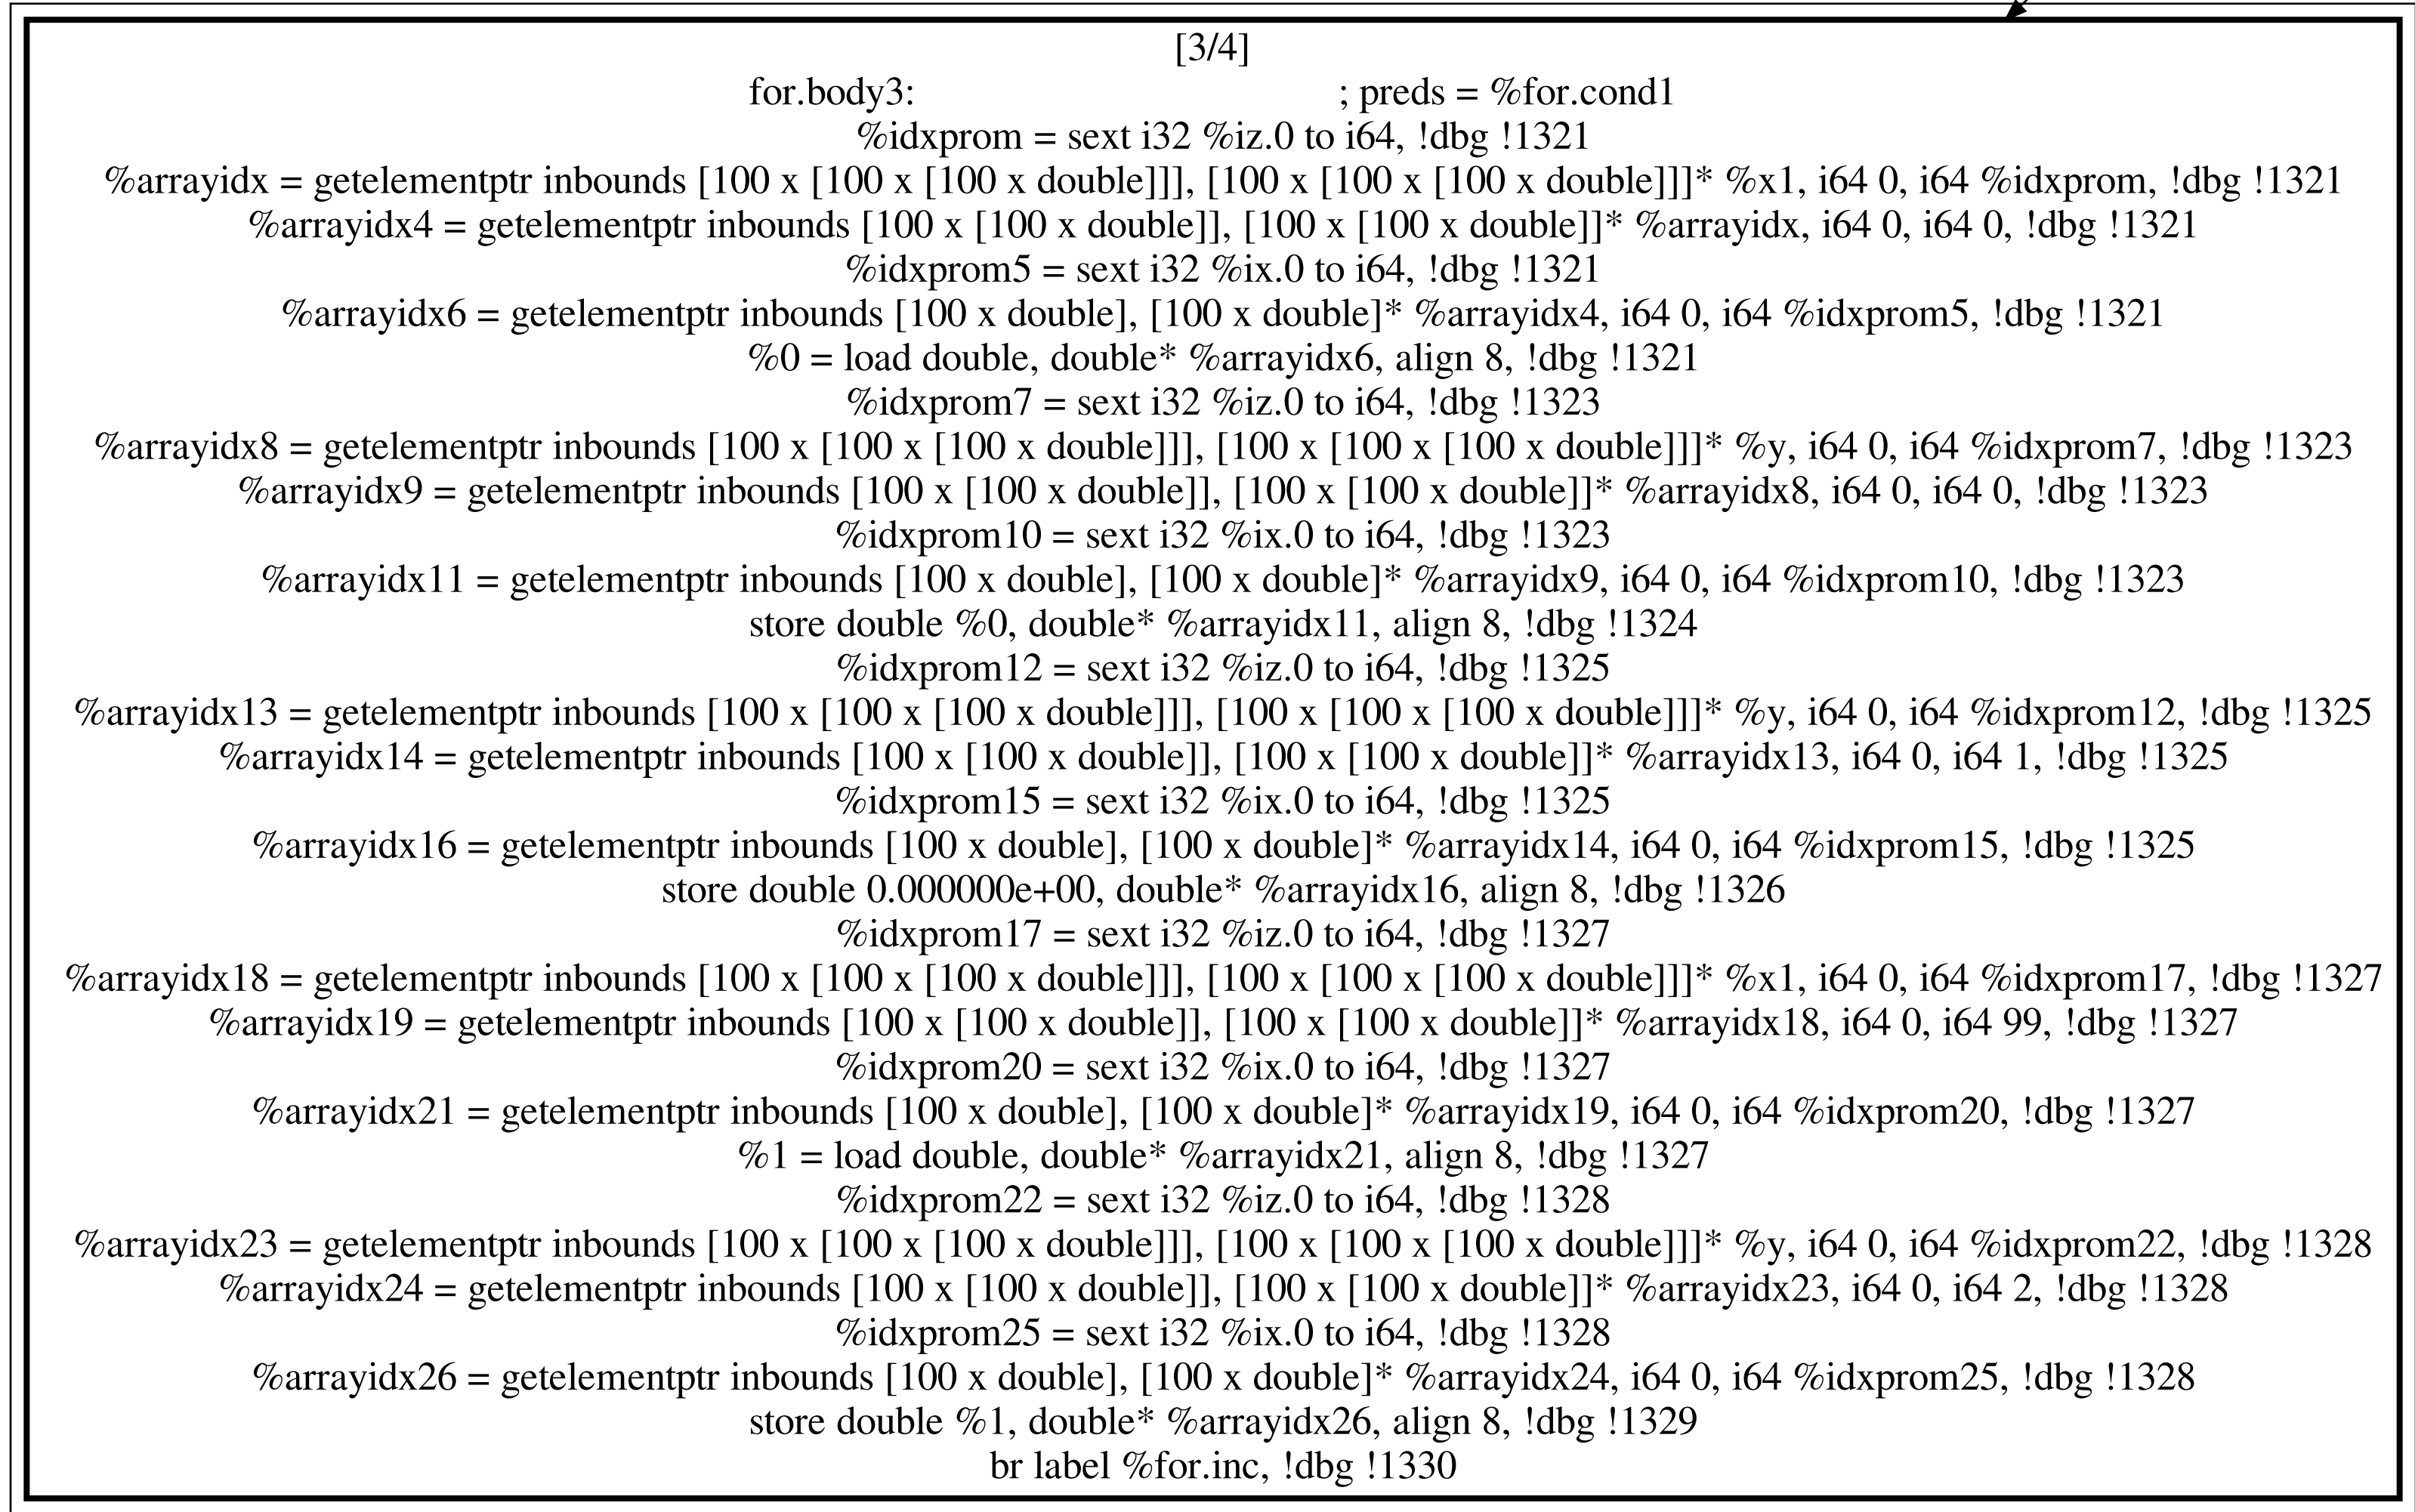 [3/4]
for.body3: ; preds = %for.cond1
%idxprom = sext i32 %iz.0 to i64, !dbg !1321
%arrayidx = getelementptr inbounds [100 x [100 x [100 x double]]], [100 x [100 x [100 x double]]]* %x1, i64 0, i64 %idxprom, !dbg !1321
%arrayidx4 = getelementptr inbounds [100 x [100 x double]], [100 x [100 x double]]* %arrayidx, i64 0, i64 0, !dbg !1321
%idxprom5 = sext i32 %ix.0 to i64, !dbg !1321
%arrayidx6 = getelementptr inbounds [100 x double], [100 x double]* %arrayidx4, i64 0, i64 %idxprom5, !dbg !1321
%0 = load double, double* %arrayidx6, align 8, !dbg !1321
%idxprom7 = sext i32 %iz.0 to i64, !dbg !1323
%arrayidx8 = getelementptr inbounds [100 x [100 x [100 x double]]], [100 x [100 x [100 x double]]]* %y, i64 0, i64 %idxprom7, !dbg !1323
%arrayidx9 = getelementptr inbounds [100 x [100 x double]], [100 x [100 x double]]* %arrayidx8, i64 0, i64 0, !dbg !1323
%idxprom10 = sext i32 %ix.0 to i64, !dbg !1323
%arrayidx11 = getelementptr inbounds [100 x double], [100 x double]* %arrayidx9, i64 0, i64 %idxprom10, !dbg !1323
store double %0, double* %arrayidx11, align 8, !dbg !1324
%idxprom12 = sext i32 %iz.0 to i64, !dbg !1325
%arrayidx13 = getelementptr inbounds [100 x [100 x [100 x double]]], [100 x [100 x [100 x double]]]* %y, i64 0, i64 %idxprom12, !dbg !1325
%arrayidx14 = getelementptr inbounds [100 x [100 x double]], [100 x [100 x double]]* %arrayidx13, i64 0, i64 1, !dbg !1325
%idxprom15 = sext i32 %ix.0 to i64, !dbg !1325
%arrayidx16 = getelementptr inbounds [100 x double], [100 x double]* %arrayidx14, i64 0, i64 %idxprom15, !dbg !1325
store double 0.000000e+00, double* %arrayidx16, align 8, !dbg !1326
%idxprom17 = sext i32 %iz.0 to i64, !dbg !1327
%arrayidx18 = getelementptr inbounds [100 x [100 x [100 x double]]], [100 x [100 x [100 x double]]]* %x1, i64 0, i64 %idxprom17, !dbg !1327
%arrayidx19 = getelementptr inbounds [100 x [100 x double]], [100 x [100 x double]]* %arrayidx18, i64 0, i64 99, !dbg !1327
%idxprom20 = sext i32 %ix.0 to i64, !dbg !1327
%arrayidx21 = getelementptr inbounds [100 x double], [100 x double]* %arrayidx19, i64 0, i64 %idxprom20, !dbg !1327
%1 = load double, double* %arrayidx21, align 8, !dbg !1327
%idxprom22 = sext i32 %iz.0 to i64, !dbg !1328
%arrayidx23 = getelementptr inbounds [100 x [100 x [100 x double]]], [100 x [100 x [100 x double]]]* %y, i64 0, i64 %idxprom22, !dbg !1328
%arrayidx24 = getelementptr inbounds [100 x [100 x double]], [100 x [100 x double]]* %arrayidx23, i64 0, i64 2, !dbg !1328
%idxprom25 = sext i32 %ix.0 to i64, !dbg !1328
%arrayidx26 = getelementptr inbounds [100 x double], [100 x double]* %arrayidx24, i64 0, i64 %idxprom25, !dbg !1328
store double %1, double* %arrayidx26, align 8, !dbg !1329
br label %for.inc, !dbg !1330